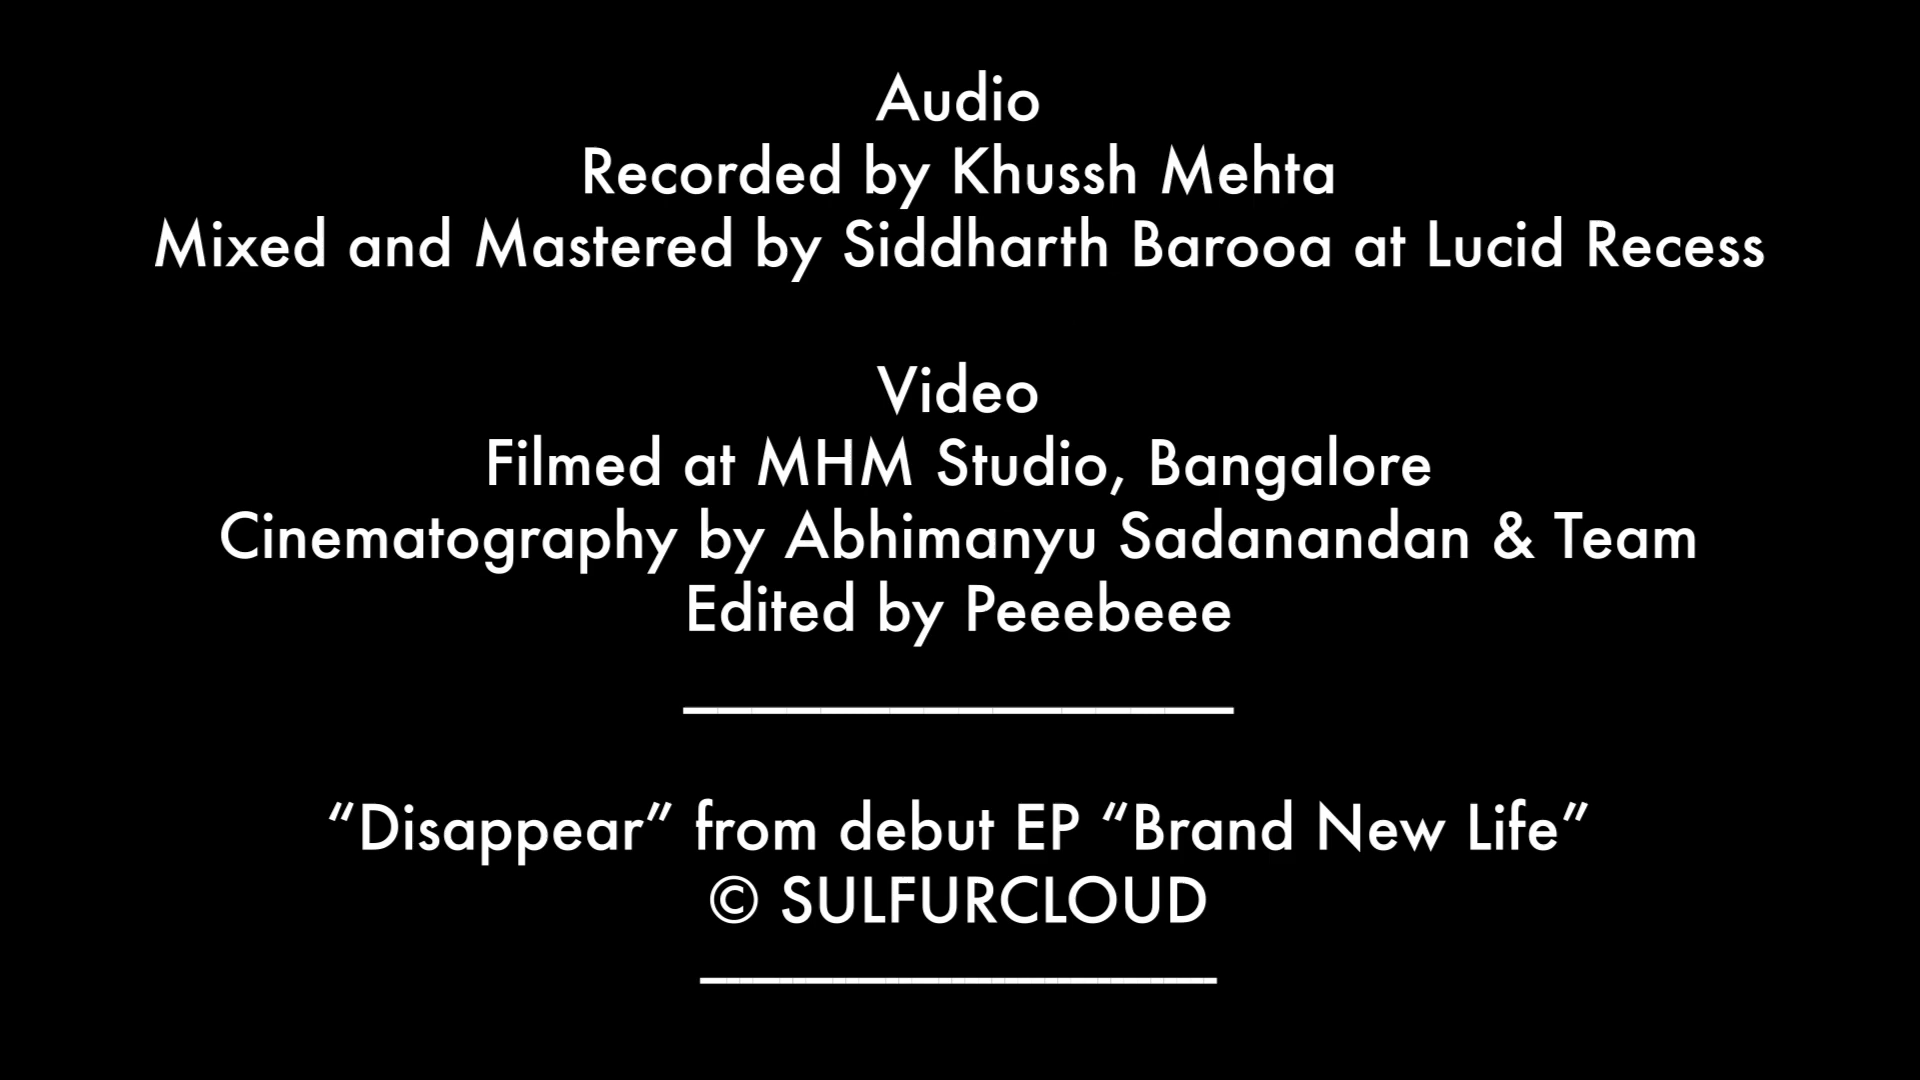 Audio
Recorded by Khussh Mehta
Mixed and Mastered by Siddharth Barooa at Lucid Recess
Video
Filmed at MHM Studio, Bangalore
Cinematography by Abhimanyu Sadanandan & Team
Edited by Peeebeee
“Disappear” from debut EP “Brand New Life”
© SULFURCLOUD